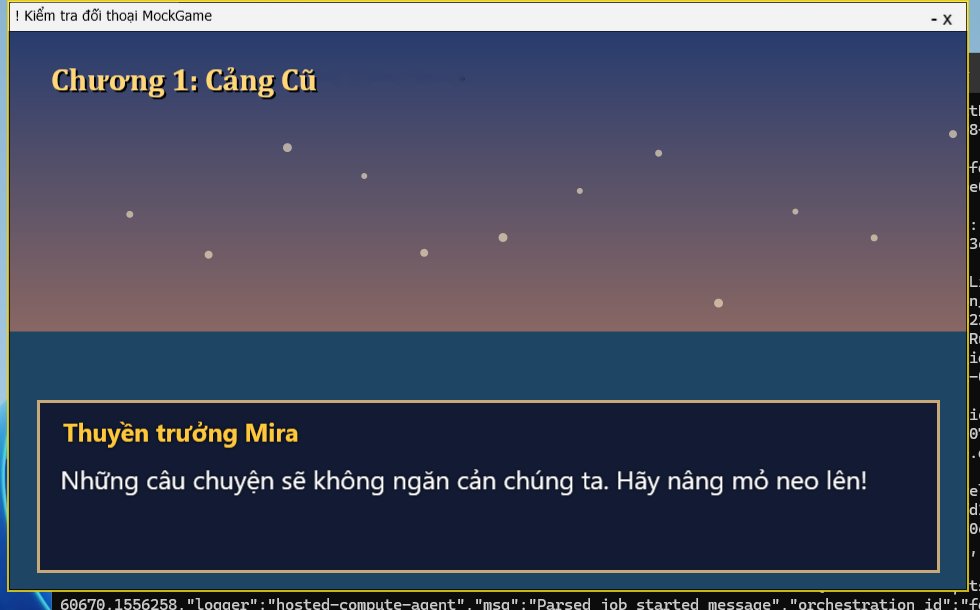 ! Kiểm tra đối thoại MockGame
- x
Chương 1: Cảng Cũ
Thuyền trưởng Mira
Những câu chuyện sẽ không ngăn cản chúng ta. Hãy nâng mỏ neo lên!
60670.1556258,"logger":"hosted-compute-agent","msg":"Parsed job started message","orchestration_id":"f